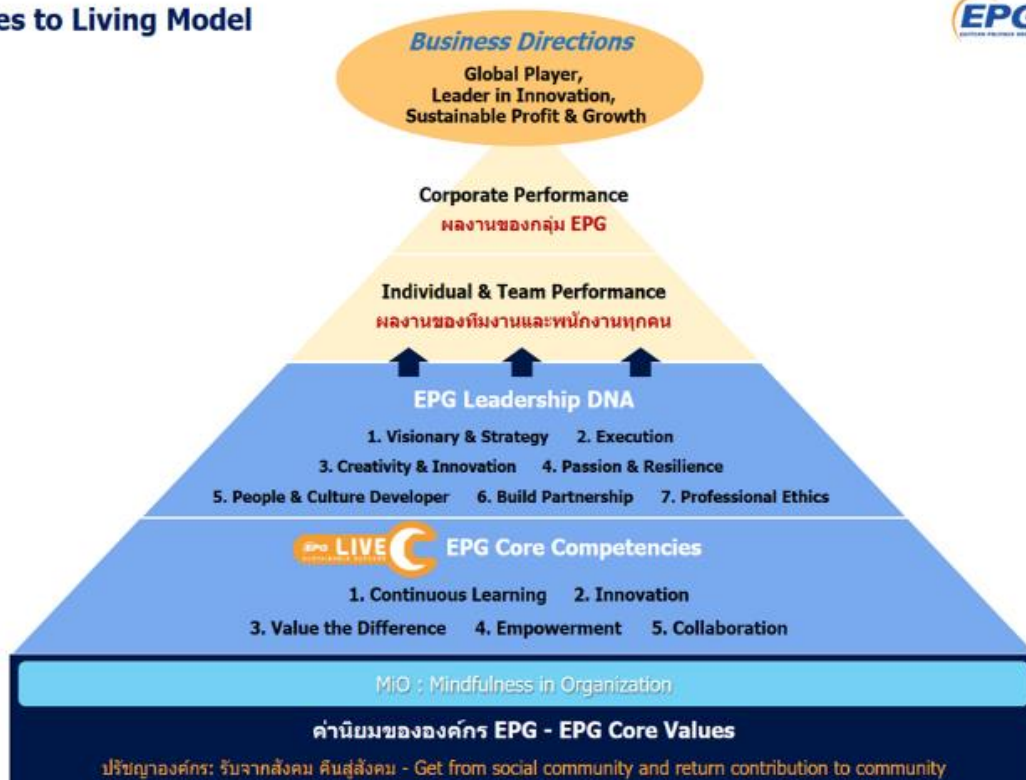 es to Living Model
EPG
Business Directions
Global Player,
Leader in Innovation,
Sustainable Profit & Growth
Corporate Performance
ผลงานของกลุ่ม EPG
Individual & Team Performance
ผลงานของทีมงานและพนักงานทุกคน
EPG Leadership DNA
1. Visionary & Strategy 2. Execution
3. Creativity & Innovation 4. Passion & Resilience
5. People & Culture Developer 6. Build Partnership 7. Professional Ethics
EPG LIVE C EPG Core Competencies
1. Continuous Learning 2. Innovation
3. Value the Difference 4. Empowerment 5. Collaboration
MiO : Mindfulness in Organization
ค่านิยมขององค์กร EPG - EPG Core Values
ปรัชญาองค์กร: รับจากสังคม คืนสู่สังคม - Get from social community and return contribution to community